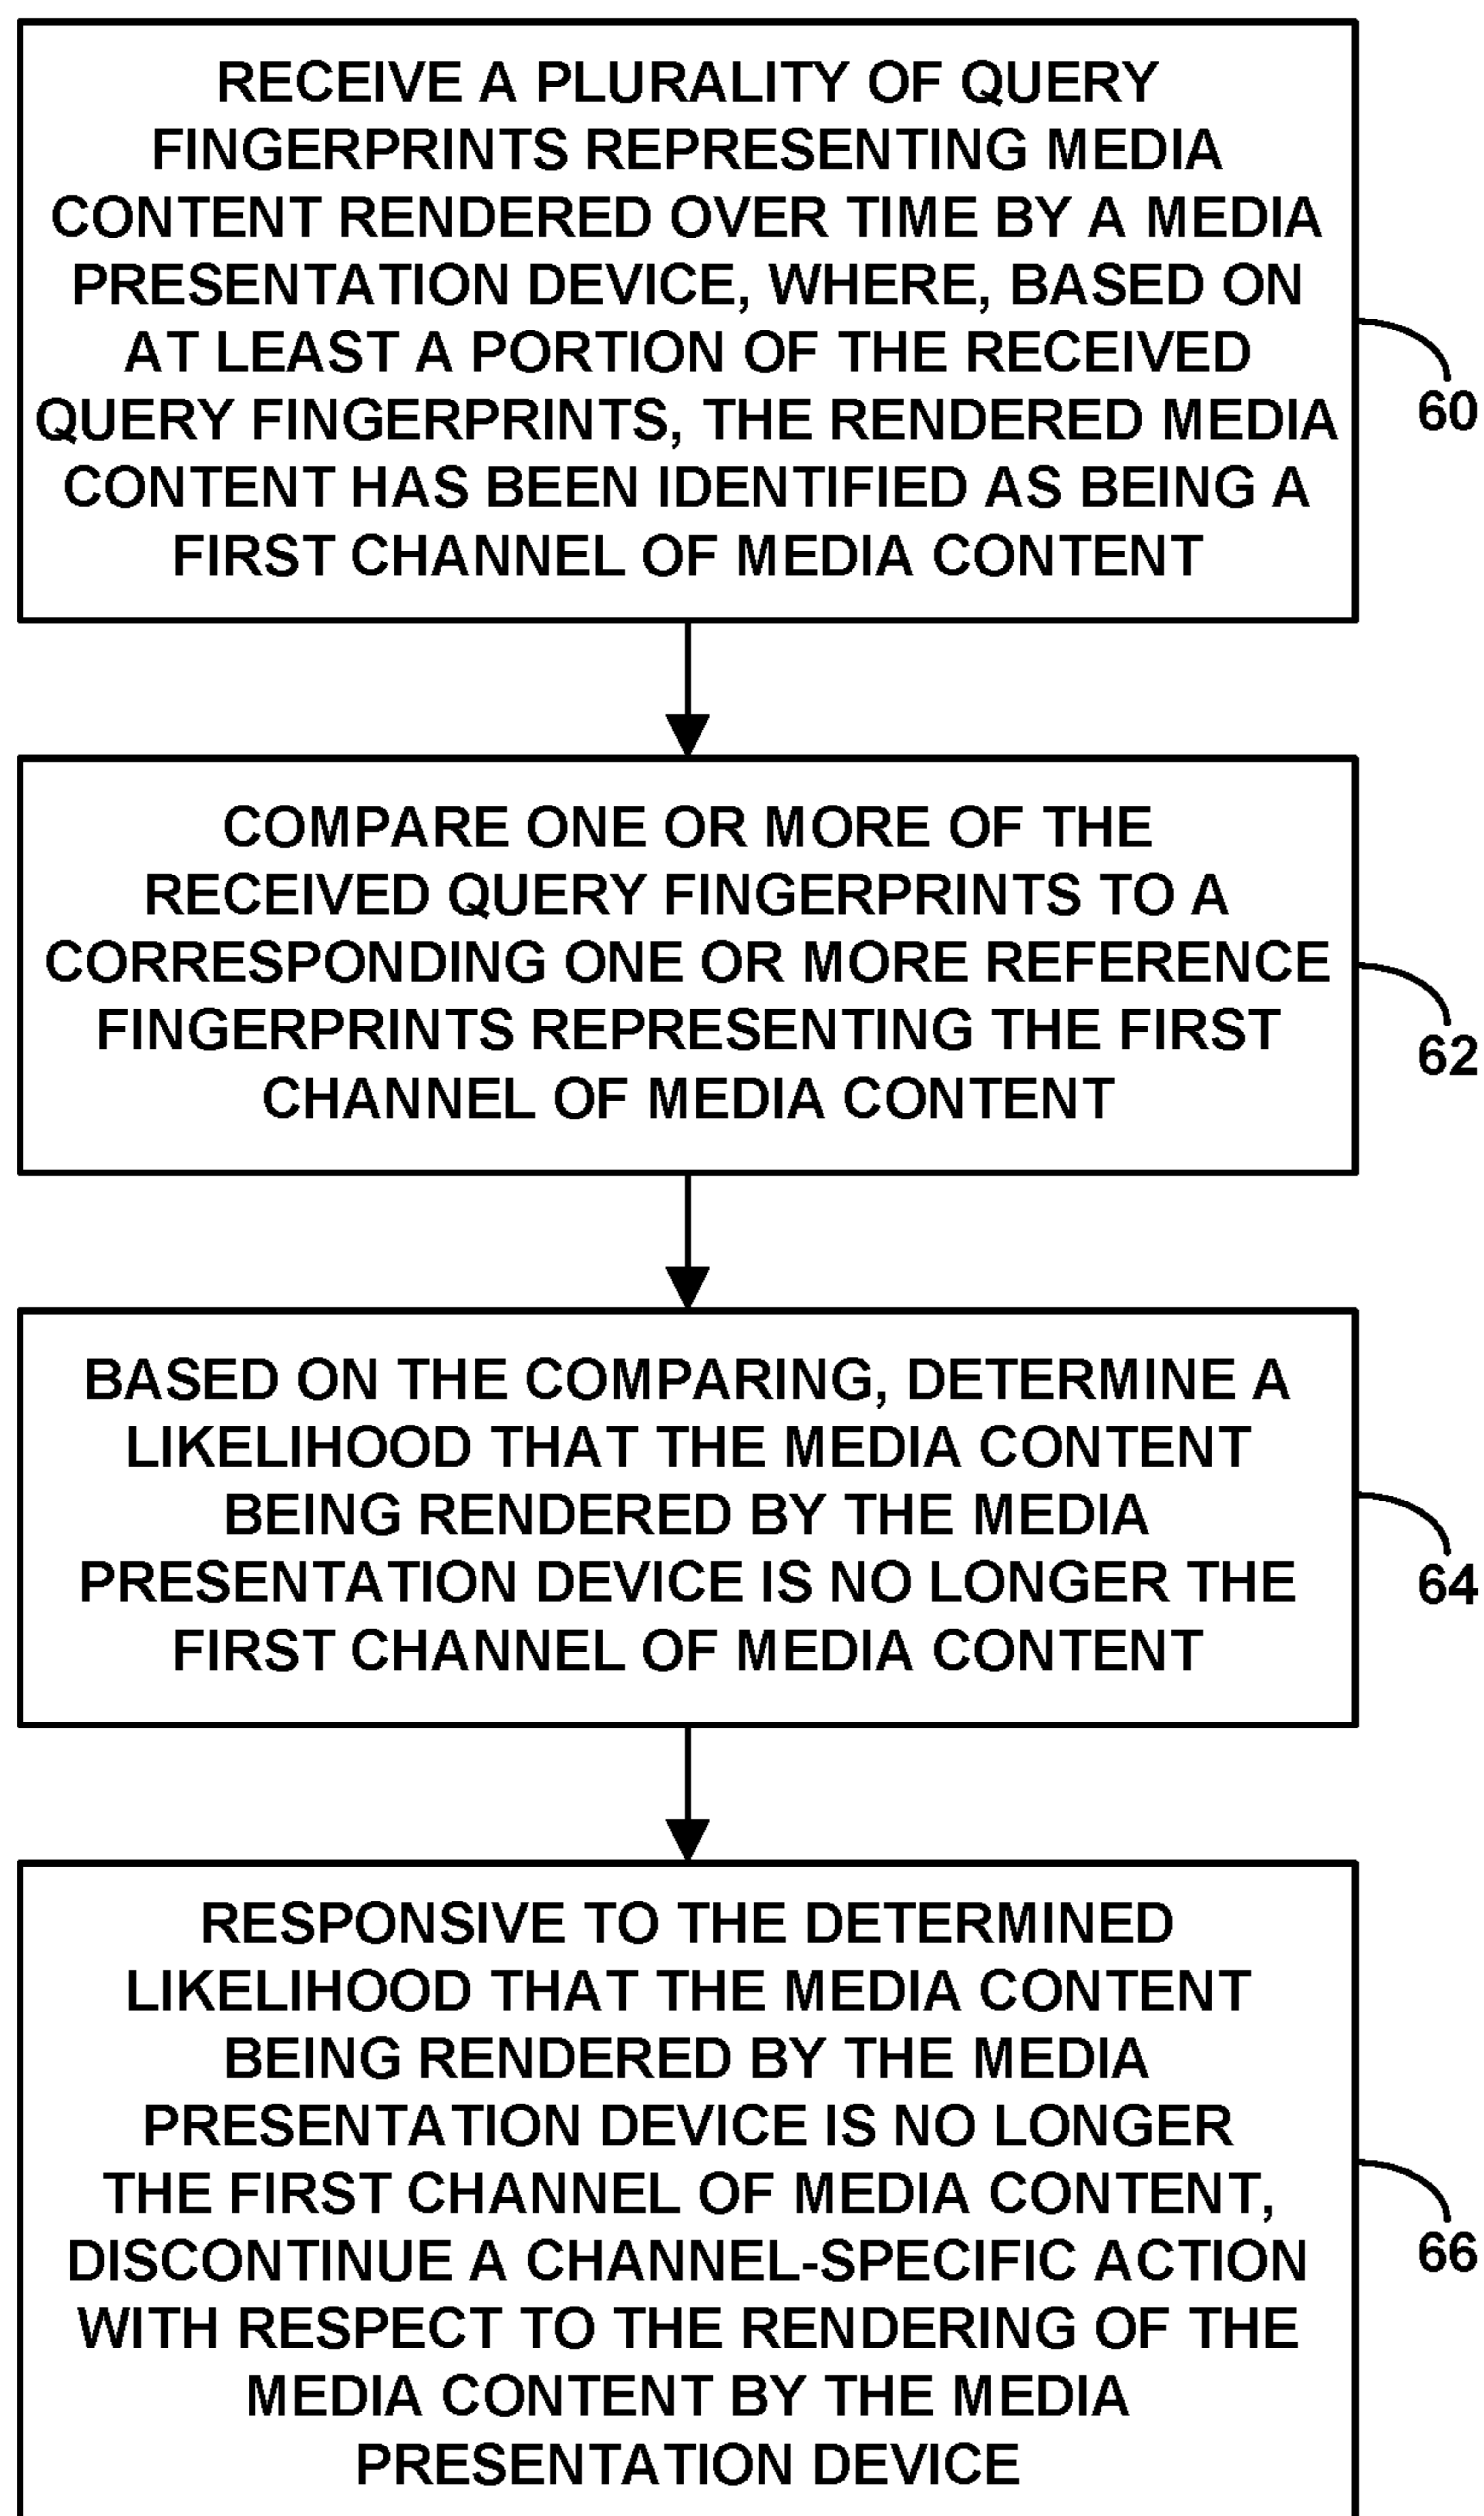 RECEIVE A PLURALITY OF QUERY
FINGERPRINTS REPRESENTING MEDIA
CONTENT RENDERED OVER TIME BY A MEDIA
PRESENTATION DEVICE, WHERE, BASED ON
AT LEAST A PORTION OF THE RECEIVED
QUERY FINGERPRINTS, THE RENDERED MEDIA
CONTENT HAS BEEN IDENTIFIED AS BEING A
FIRST CHANNEL OF MEDIA CONTENT
60
COMPARE ONE OR MORE OF THE
RECEIVED QUERY FINGERPRINTS TO A
CORRESPONDING ONE OR MORE REFERENCE
FINGERPRINTS REPRESENTING THE FIRST
CHANNEL OF MEDIA CONTENT
62
BASED ON THE COMPARING, DETERMINE A
LIKELIHOOD THAT THE MEDIA CONTENT
BEING RENDERED BY THE MEDIA
PRESENTATION DEVICE IS NO LONGER THE
FIRST CHANNEL OF MEDIA CONTENT
64
RESPONSIVE TO THE DETERMINED
LIKELIHOOD THAT THE MEDIA CONTENT
BEING RENDERED BY THE MEDIA
PRESENTATION DEVICE IS NO LONGER
THE FIRST CHANNEL OF MEDIA CONTENT,
DISCONTINUE A CHANNEL-SPECIFIC ACTION
WITH RESPECT TO THE RENDERING OF THE
MEDIA CONTENT BY THE MEDIA
PRESENTATION DEVICE
66